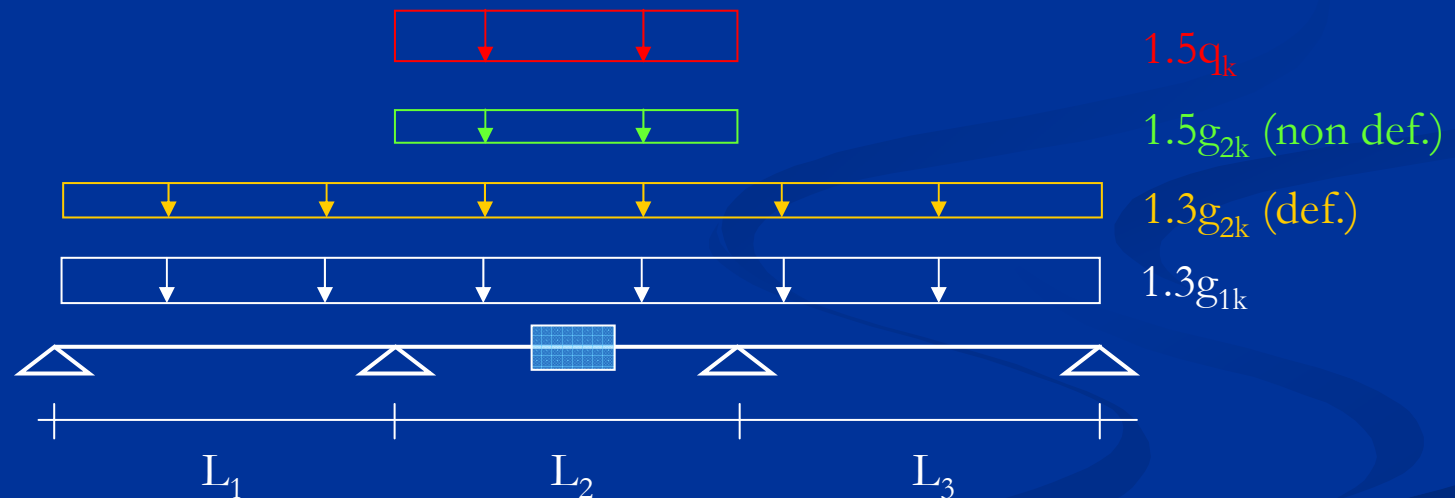 1.5qk
1.5g2k (non def.)
1.3g2k (def.)
1.3g1k
L1 L2 L3